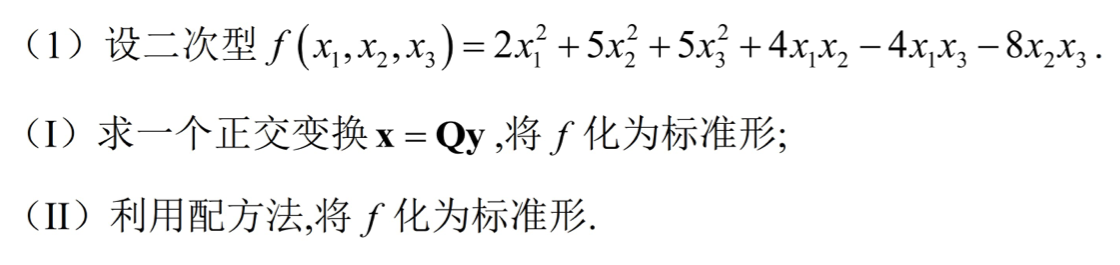 （1）设二次型 f(x₁,x₂,x₃)=2x₁²+5x₂²+5x₃²+4x₁x₂−4x₁x₃−8x₂x₃.
（I）求一个正交变换 x = Qy ,将 f 化为标准形;
（II）利用配方法,将 f 化为标准形.